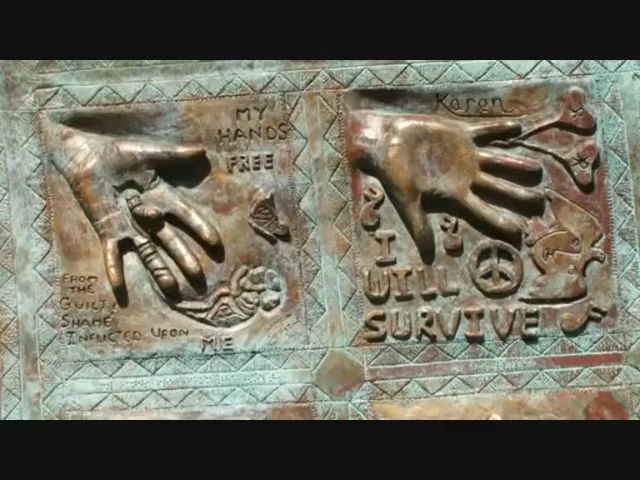 MY
HANDS
FREE
FROM
THE
GUILT,
SHAME
INFLICTED UPON
ME
Karen
I
WILL
SURVIVE